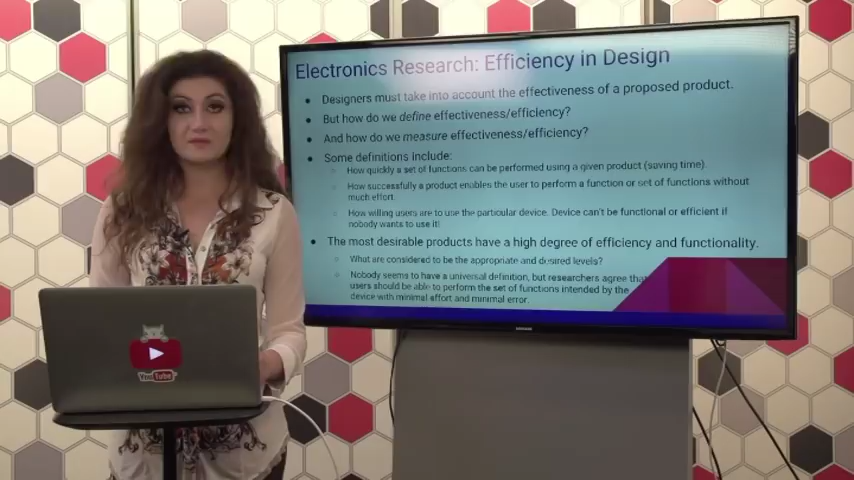 Electronics Research: Efficiency in Design
Designers must take into account the effectiveness of a proposed product.
But how do we define effectiveness/efficiency?
And how do we measure effectiveness/efficiency?
Some definitions include:
How quickly a set of functions can be performed using a given product (saving time).
How successfully a product enables the user to perform a function or set of functions without
much effort.
How willing users are to use the particular device. Device can't be functional or efficient if
nobody wants to use it!
The most desirable products have a high degree of efficiency and functionality.
What are considered to be the appropriate and desired levels?
Nobody seems to have a universal definition, but researchers agree that
users should be able to perform the set of functions intended by the
device with minimal effort and minimal error.
SAMSUNG
YouTube